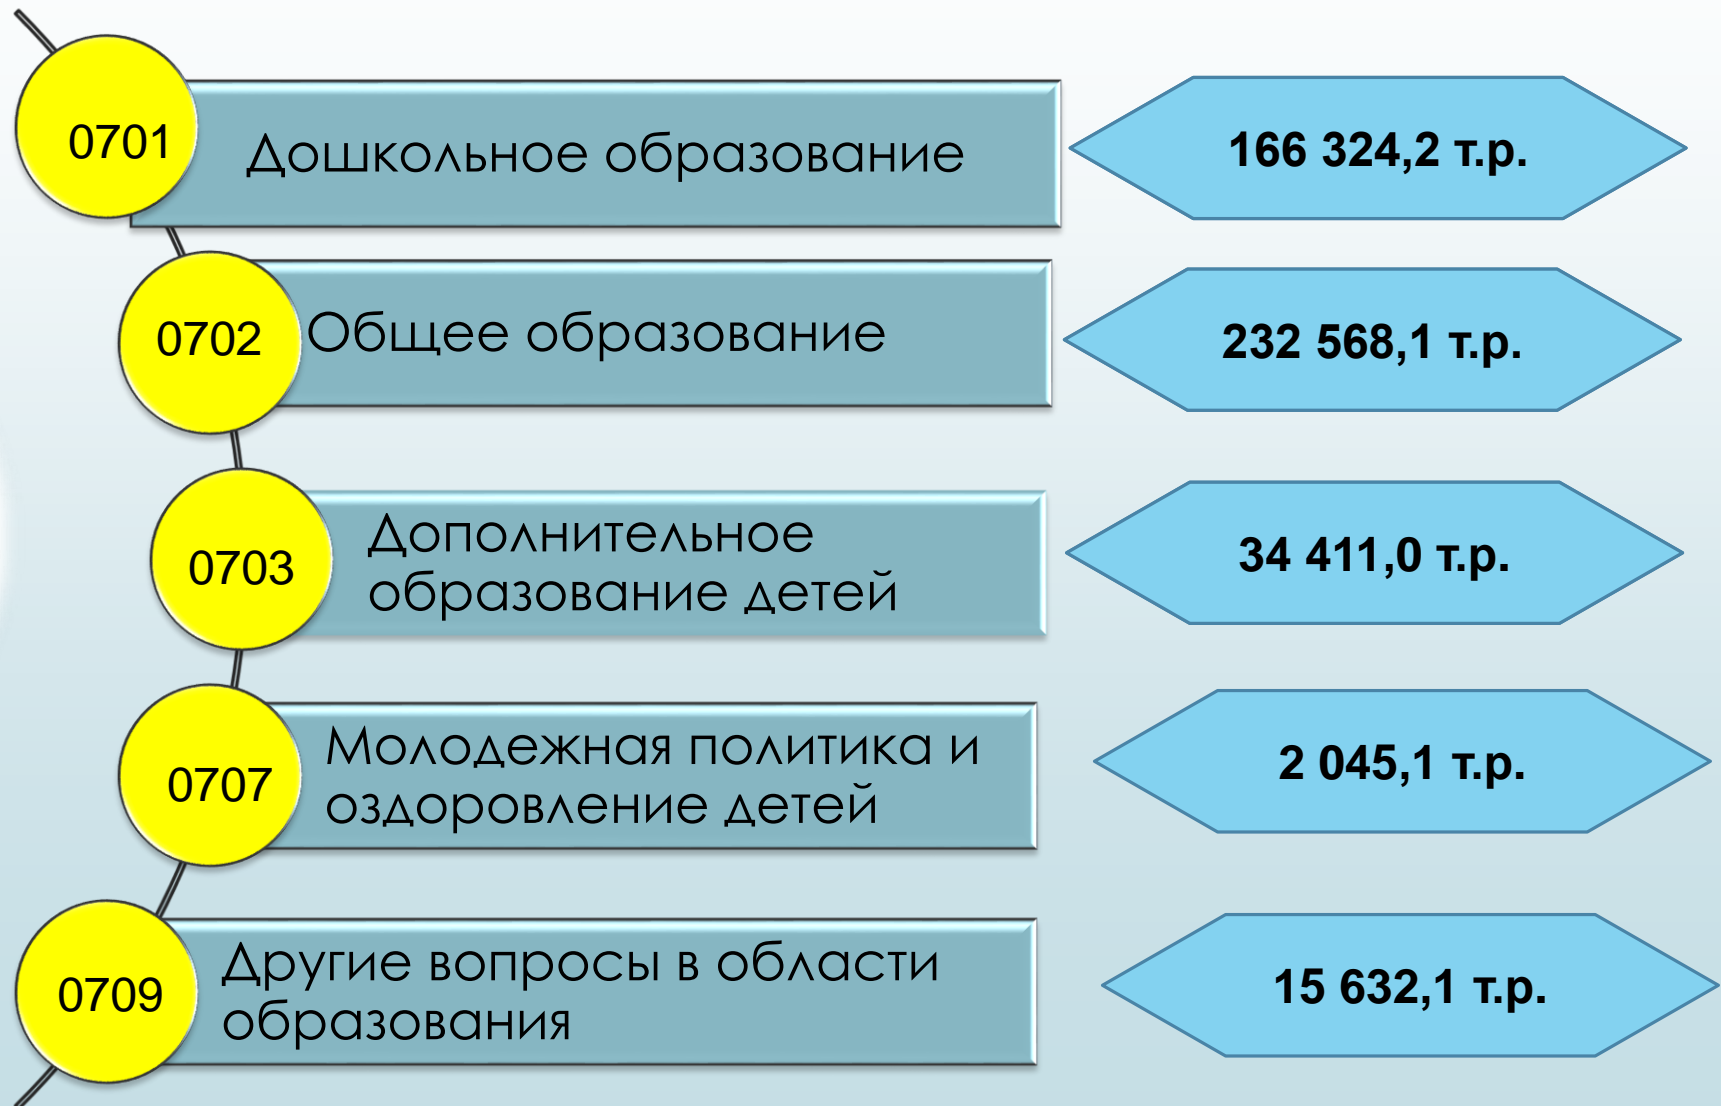 0701
Дошкольное образование
166 324,2 т.р.
0702
Общее образование
232 568,1 т.р.
0703
Дополнительное
образование детей
34 411,0 т.р.
0707
Молодежная политика и
оздоровление детей
2 045,1 т.р.
0709
Другие вопросы в области
образования
15 632,1 т.р.